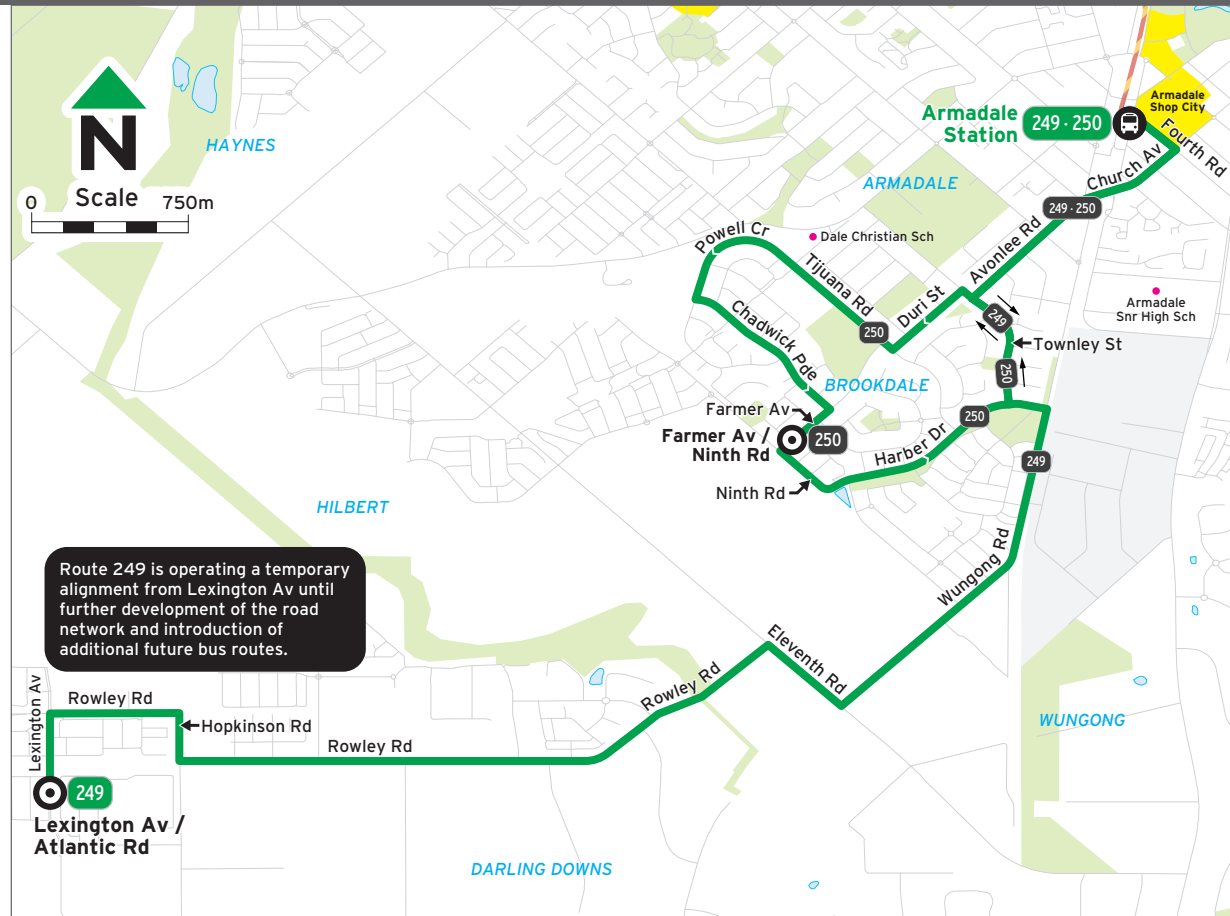 Armadale
Shop City
Armadale
Station
249 · 250
Fourth Rd
Church Av
N
Scale
0
750m
HAYNES
ARMADALE
249 · 250
Powell Cr
Dale Christian Sch
Avonlee Rd
Tijuana Rd
Duri St
250
249
Armadale
Snr High Sch
Townley St
Chadwick Pde
BROOKDALE
250
Farmer Av
Farmer Av /
Ninth Rd
250
250
Harber Dr
249
Ninth Rd
HILBERT
Wungong Rd
Route 249 is operating a temporary
alignment from Lexington Av until
further development of the road
network and introduction of
additional future bus routes.
Eleventh Rd
Rowley Rd
Lexington Av
Rowley Rd
Hopkinson Rd
Rowley Rd
WUNGONG
249
Lexington Av /
Atlantic Rd
DARLING DOWNS